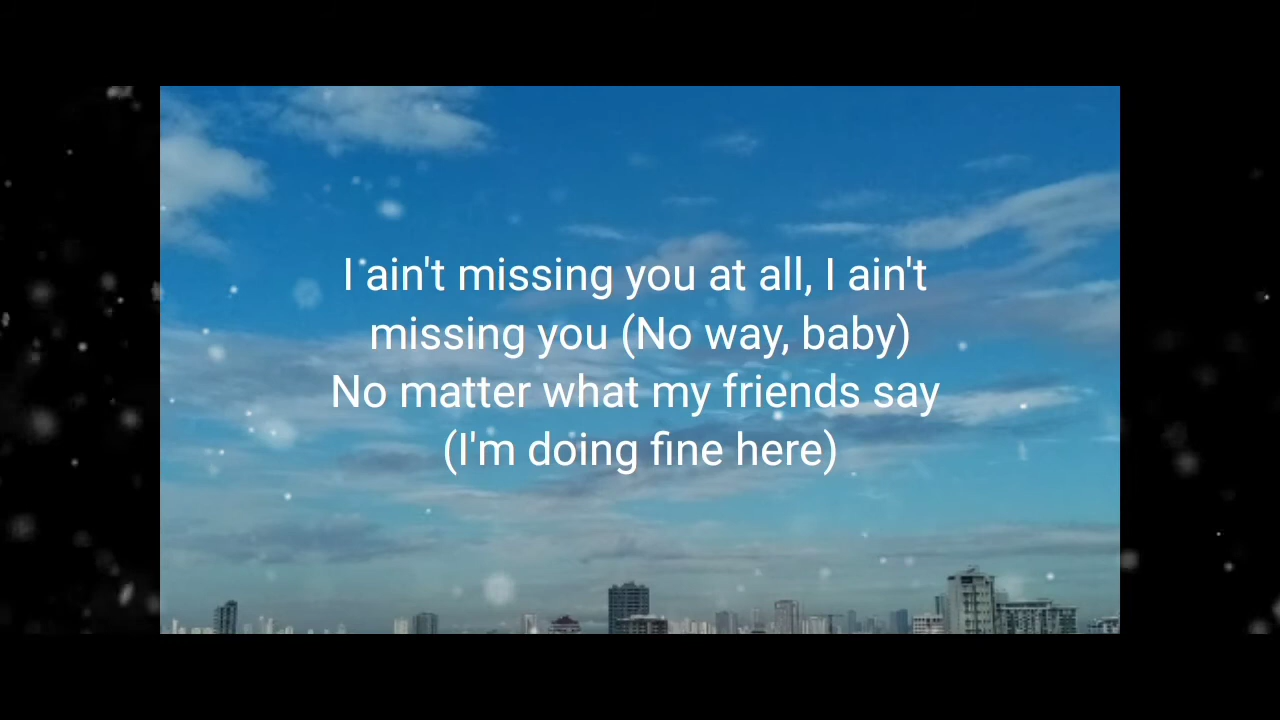 I ain't missing you at all, I ain't
missing you (No way, baby)
No matter what my friends say
(I'm doing fine here)